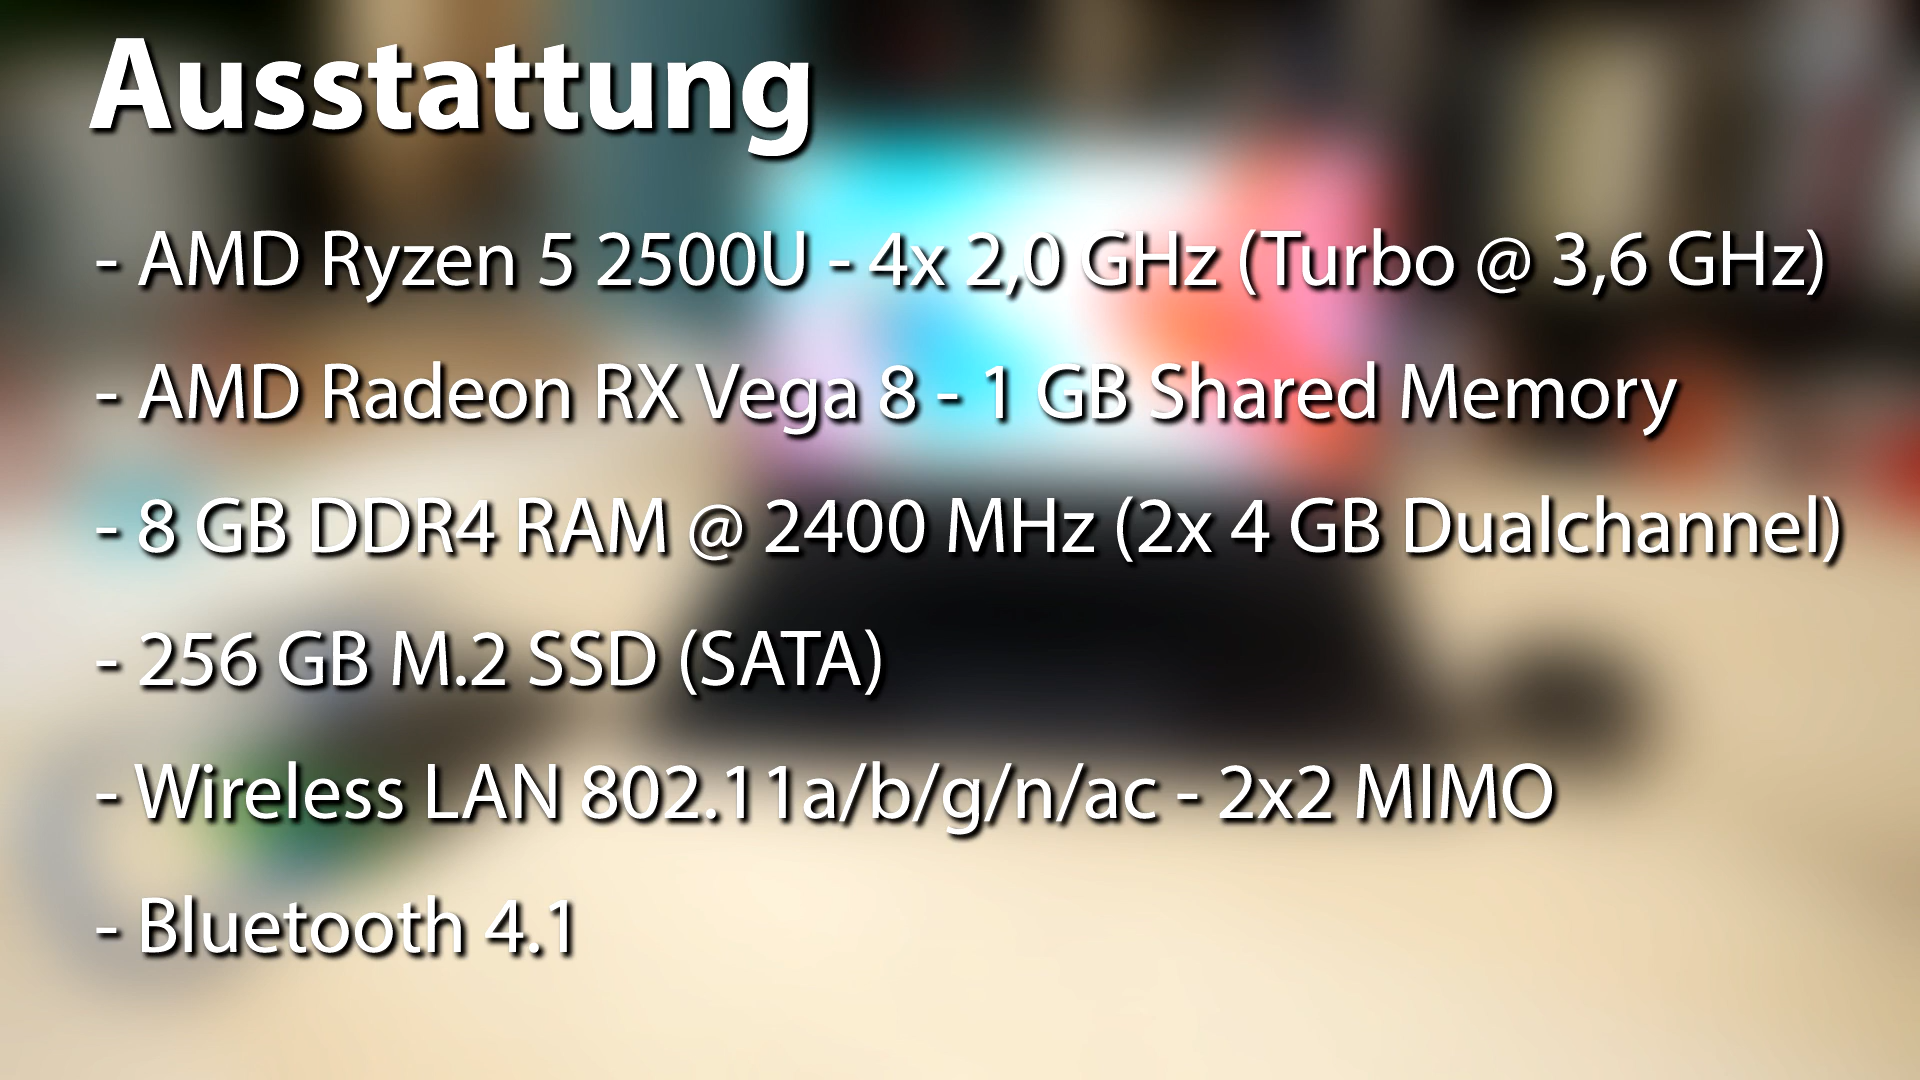 Ausstattung
- AMD Ryzen 5 2500U - 4x 2,0 GHz (Turbo @ 3,6 GHz)
- AMD Radeon RX Vega 8 - 1 GB Shared Memory
- 8 GB DDR4 RAM @ 2400 MHz (2x 4 GB Dualchannel)
- 256 GB M.2 SSD (SATA)
- Wireless LAN 802.11a/b/g/n/ac - 2x2 MIMO
- Bluetooth 4.1